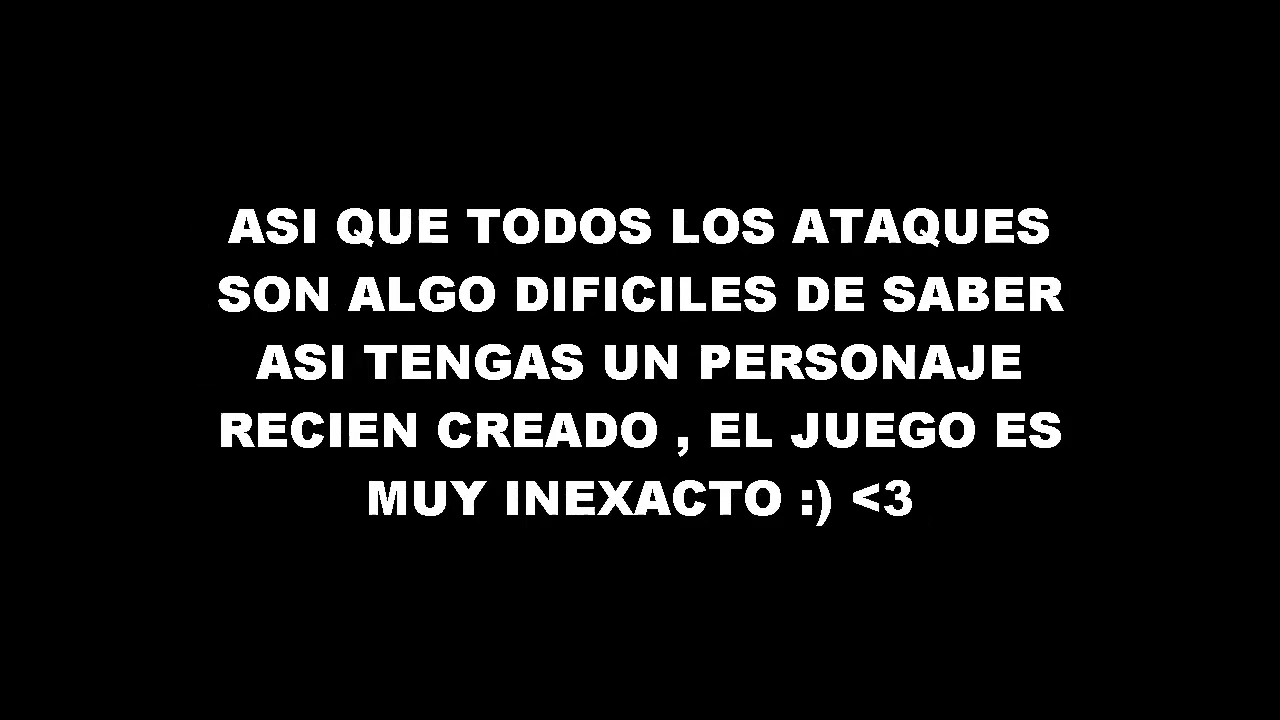 ASI QUE TODOS LOS ATAQUES
SON ALGO DIFICILES DE SABER
ASI TENGAS UN PERSONAJE
RECIEN CREADO , EL JUEGO ES
MUY INEXACTO :) <3